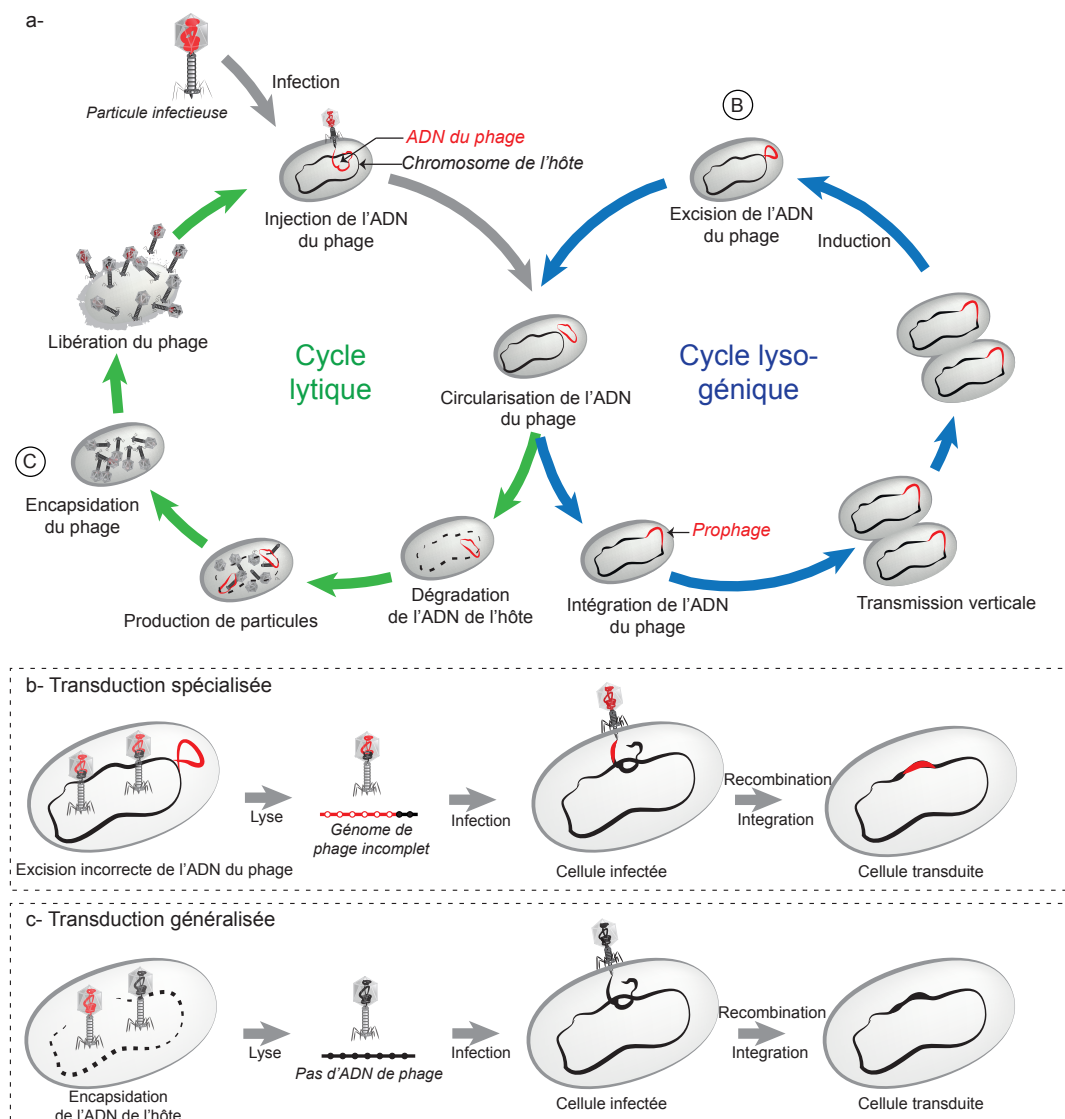 a-
Particule infectieuse
Infection
ADN du phage
Chromosome de l'hôte
Injection de l'ADN
du phage
B
Excision de l'ADN
du phage
Induction
Libération du phage
Cycle
lytique
Circularisation de l'ADN
du phage
Cycle lyso-
génique
C
Encapsidation
du phage
Production de particules
Dégradation
de l'ADN de l'hôte
Prophage
Intégration de l'ADN
du phage
Transmission verticale
b- Transduction spécialisée
Excision incorrecte de l'ADN du phage
Lyse
Génome de
phage incomplet
Infection
Cellule infectée
Recombination
Integration
Cellule transduite
c- Transduction généralisée
Encapsidation
de l'ADN de l'hôte
Lyse
Pas d'ADN de phage
Infection
Cellule infectée
Recombination
Integration
Cellule transduite